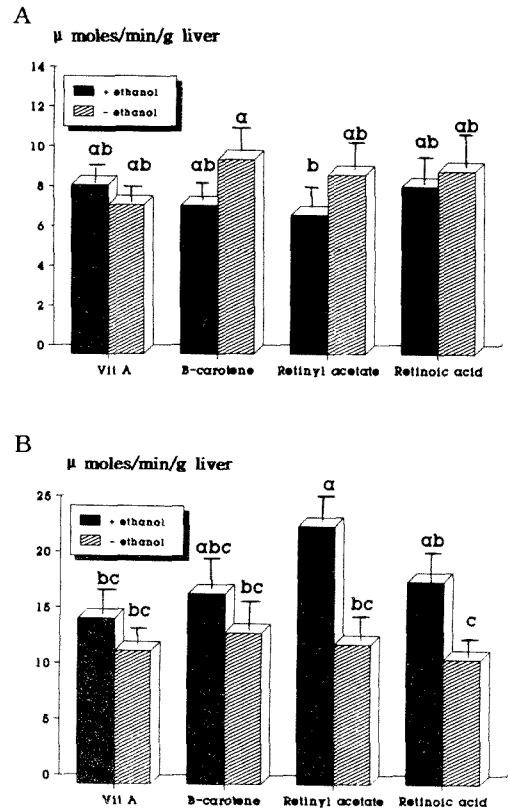 A
μ moles/min/g liver
14
+ ethanol
- ethanol
12
10
8
6
4
2
0
ab
ab
ab
a
b
ab
ab
ab
Vit A
B-carotene
Retinyl acetate
Retinoic acid
B
μ moles/min/g liver
25
+ ethanol
- ethanol
20
15
10
5
0
bc
bc
abc
bc
a
bc
ab
c
Vit A
B-carotene
Retinyl acetate
Retinoic acid